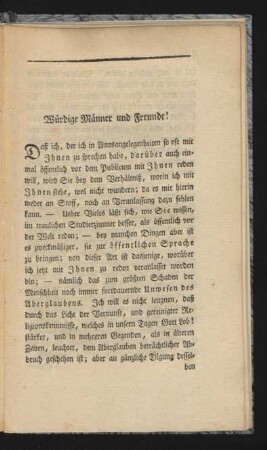 Würdige Männer und Freunde!
Daß ich, der ich in Amtsangelegenheiten so oft mit
Ihnen zu sprechen habe, darüber auch ein-
mal öffentlich vor dem Publicum mit Ihnen reden
will, wird Sie bey dem Verhältniß, worin ich mit
Ihnen stehe, wol nicht wundern; da es mir hierin
weder an Stoff, noch an Veranlassung dazu fehlen
kann. — Ueber Vieles läßt sich, wie Sie wissen,
im traulichen Studierzimmer besser, als öffentlich vor
der Welt reden; — bey manchen Dingen aber ist
es zweckmäßiger, sie zur öffentlichen Sprache
zu bringen; von dieser Art ist dasjenige, worüber
ich jetzt mit Ihnen zu reden veranlasset worden
bin; — nämlich das zum größten Schaden der
Menschheit noch immer fortdauernde Unwesen des
Aberglaubens. Ich will es nicht leugnen, daß
durch das Licht der Vernunft, und gereinigter Re-
ligionskenntnisse, welches in unsern Tagen Gott Lob!
stärker, und in mehreren Gegenden, als in älteren
Zeiten, leuchtet, dem Aberglauben beträchtlicher Ab-
bruch geschehen ist; aber an gänzliche Tilgung dessel-
ben